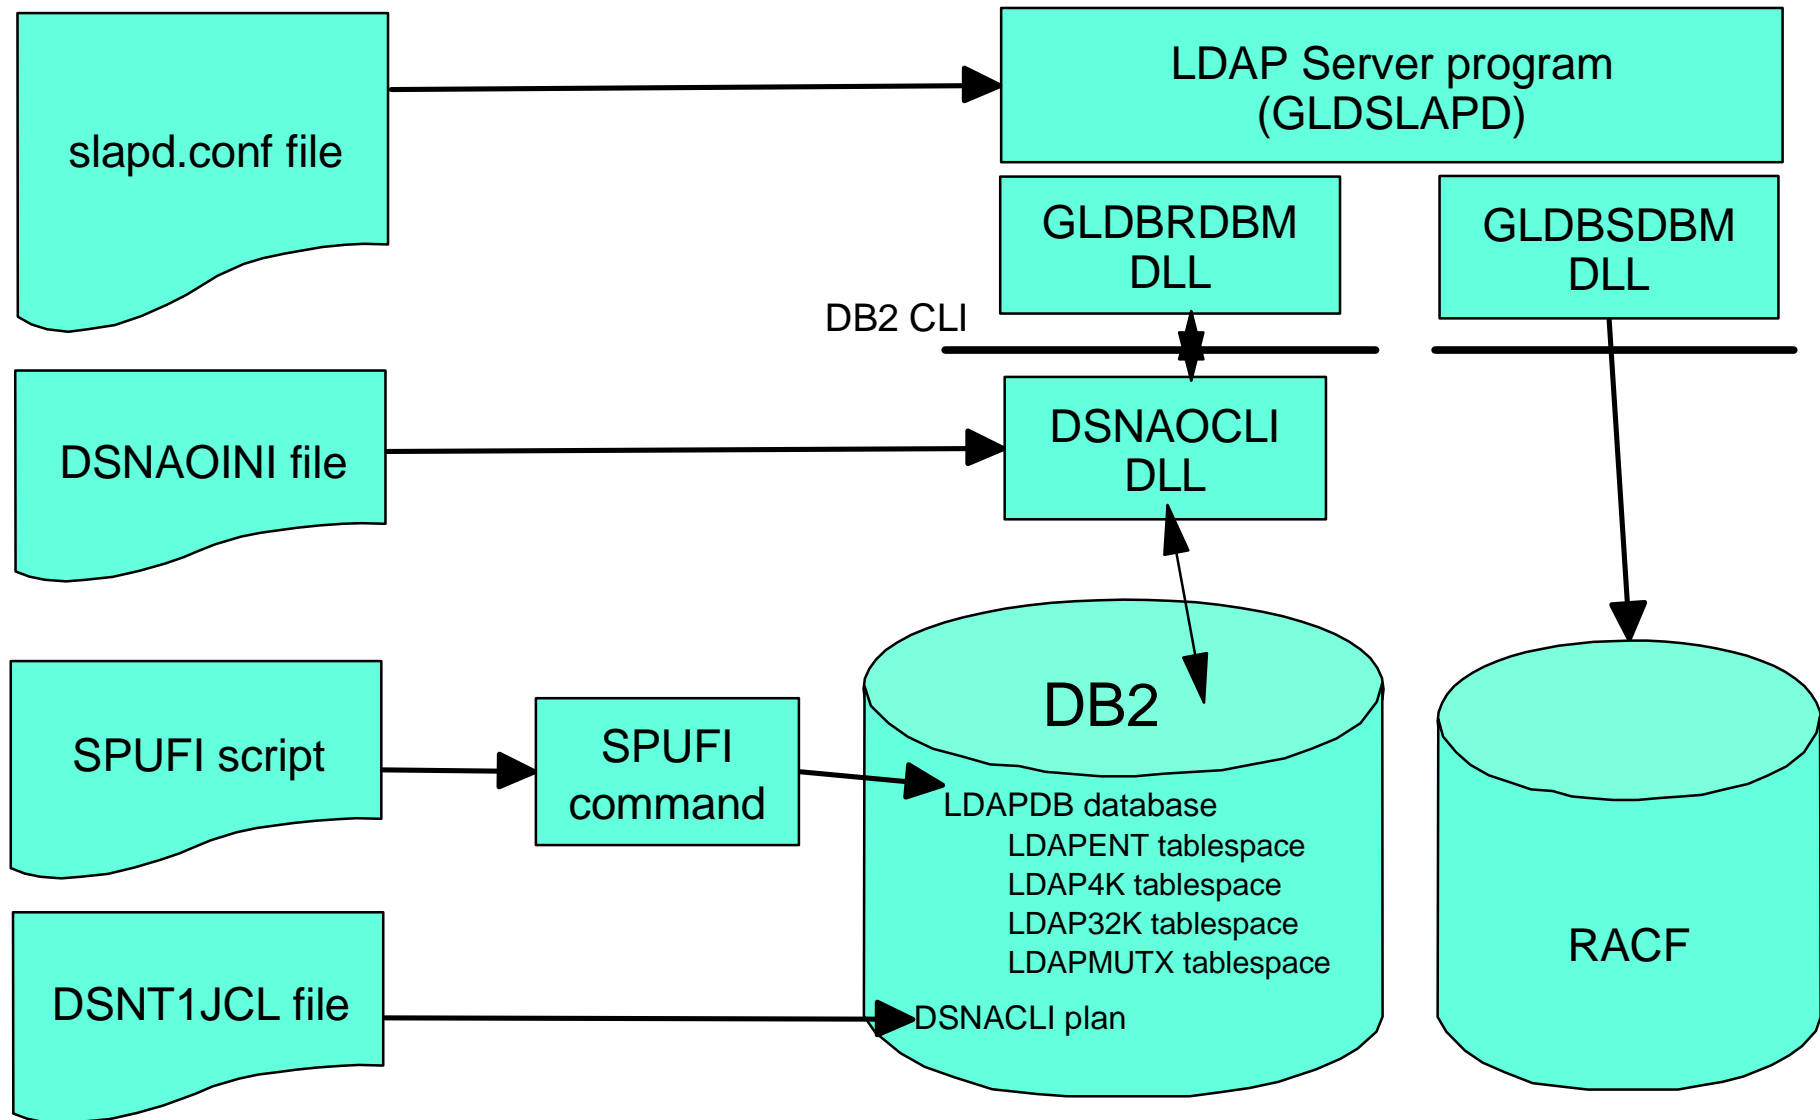 slapd.conf file
LDAP Server program
(GLDSLAPD)
GLDBRDBM
DLL
GLDBSDBM
DLL
DB2 CLI
DSNAOINI file
DSNAOCLI
DLL
SPUFI script
SPUFI
command
DB2
LDAPDB database
LDAPENT tablespace
LDAP4K tablespace
LDAP32K tablespace
LDAPMUTX tablespace
RACF
DSNT1JCL file
DSNACLI plan